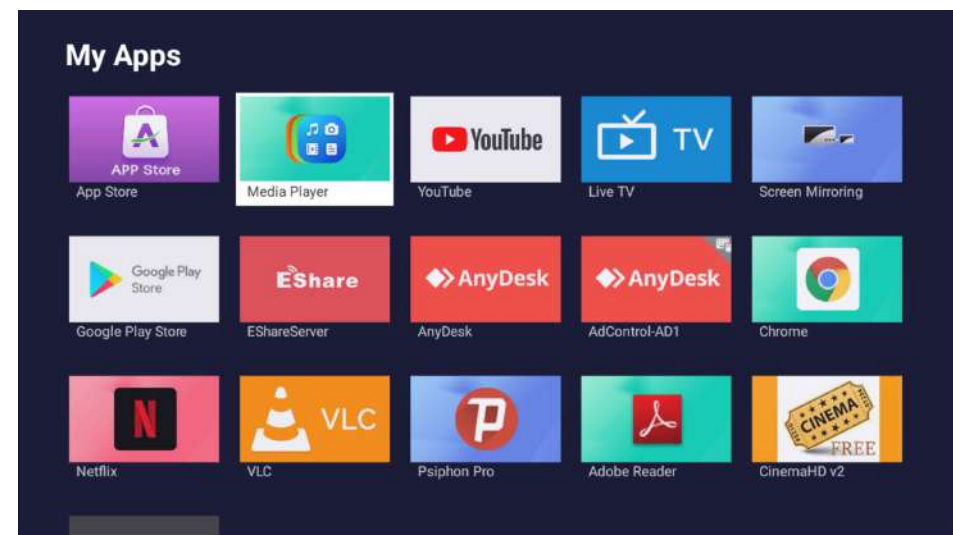 My Apps
APP Store
App Store
Media Player
YouTube
YouTube
TV
Live TV
Screen Mirroring
Google Play
Store
Google Play Store
EShare
EShareServer
AnyDesk
AnyDesk
AnyDesk
AdControl-AD1
Chrome
N
Netflix
VLC
VLC
Psiphon Pro
Adobe Reader
CINEMA
FREE
CinemaHD v2